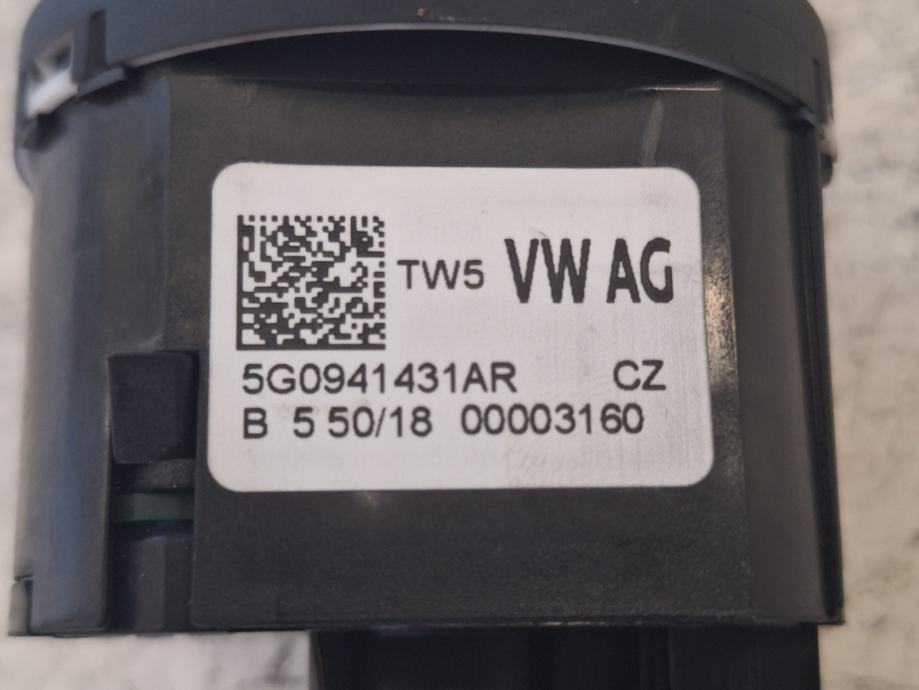 TW5 VW AG
5G0941431AR CZ
B 5 50/18 00003160